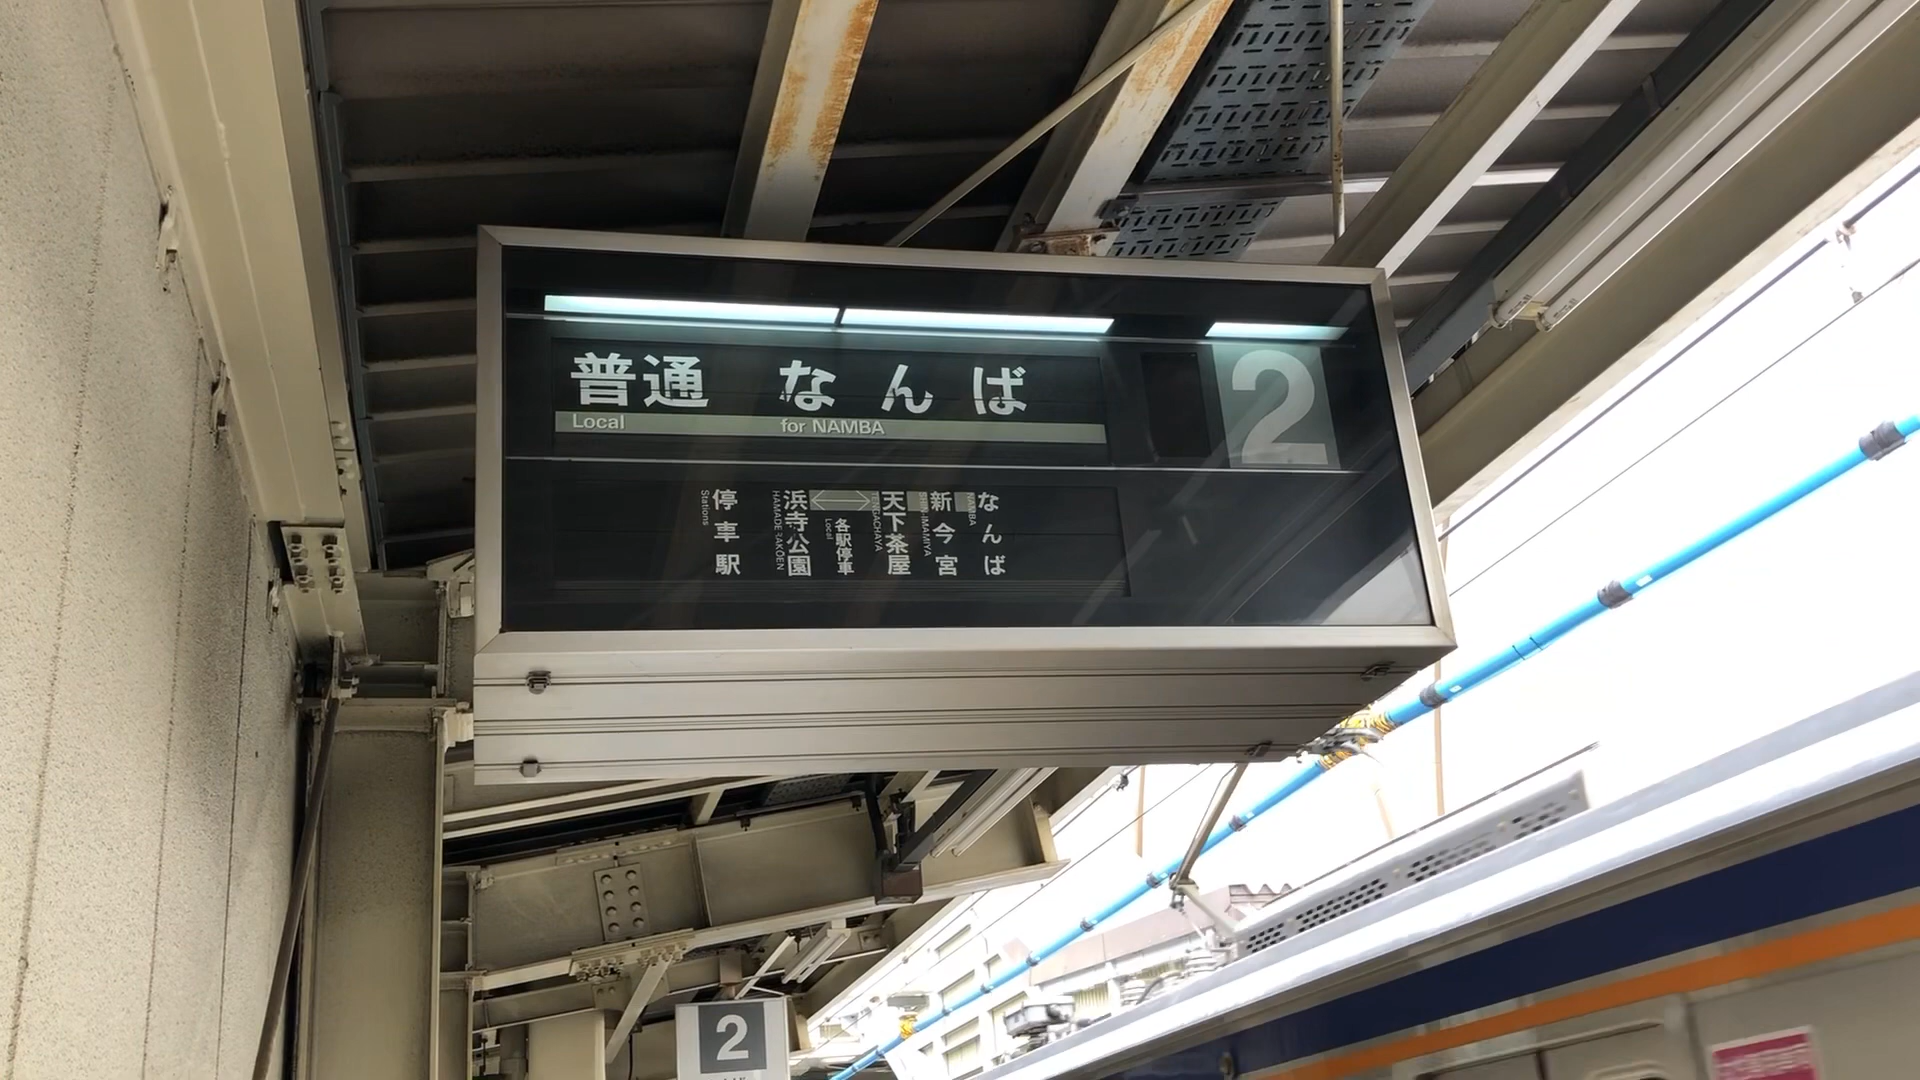 普通 なんば 2
Local for NAMBA
停車駅
Stations
浜寺公園
HAMADERAKOEN
各駅停車
Local
天下茶屋
TENGACHAYA
新今宮
SHIN-IMAMIYA
なんば
NAMBA
2